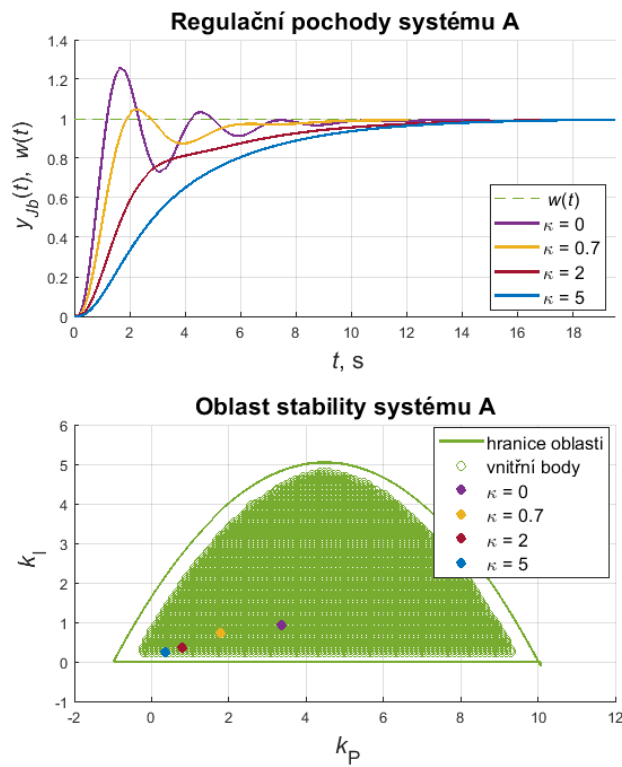 Regulační pochody systému A
1.4
1.2
1
0.8
0.6
0.4
0.2
0
y_Jb(t), w(t)
w(t)
κ = 0
κ = 0.7
κ = 2
κ = 5
0 2 4 6 8 10 12 14 16 18
t, s
Oblast stability systému A
6
5
4
3
2
1
0
-1
k_I
hranice oblasti
vnitřní body
κ = 0
κ = 0.7
κ = 2
κ = 5
-2 0 2 4 6 8 10 12
k_P